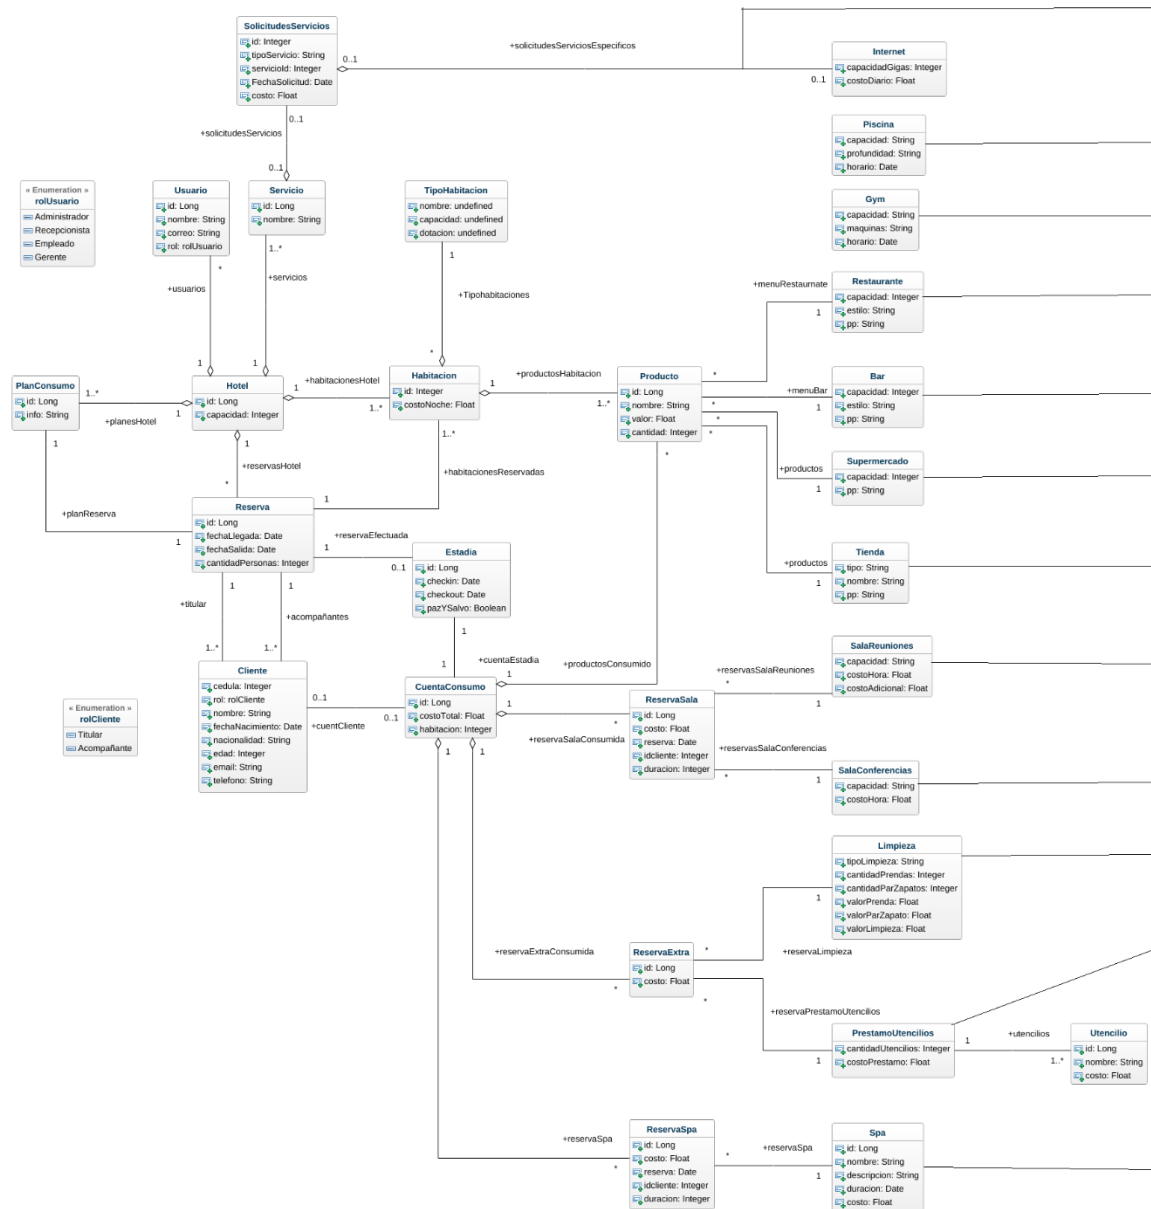 SolicitudesServicios
id: Integer
tipoServicio: String
servicioId: Integer
FechaSolicitud: Date
costo: Float
0..1
+solicitudesServiciosEspecificos
0..1
Internet
capacidadGigas: Integer
costoDiario: Float
0..1
+solicitudesServicios
0..1
Piscina
capacidad: String
profundidad: String
horario: Date
« Enumeration »
rolUsuario
Administrador
Recepcionista
Empleado
Gerente
Usuario
id: Long
nombre: String
correo: String
rol: rolUsuario
*
+usuarios
1
Servicio
id: Long
nombre: String
1..*
+servicios
1
TipoHabitacion
nombre: undefined
capacidad: undefined
dotacion: undefined
1
+Tipohabitaciones
*
Gym
capacidad: String
maquinas: String
horario: Date
+menuRestaurnate
1
*
Restaurante
capacidad: Integer
estilo: String
pp: String
PlanConsumo
id: Long
info: String
1..*
+planesHotel
1
Hotel
id: Long
capacidad: Integer
1
+habitacionesHotel
1..*
Habitacion
id: Integer
costoNoche: Float
1
+productosHabitacion
1..*
Producto
id: Long
nombre: String
valor: Float
cantidad: Integer
*
+menuBar
1
Bar
capacidad: Integer
estilo: String
pp: String
*
+productos
1
Supermercado
capacidad: Integer
pp: String
*
+productos
1
Tienda
tipo: String
nombre: String
pp: String
1
+planReserva
1
1
+reservasHotel
*
1..*
+habitacionesReservadas
1
Reserva
id: Long
fechaLlegada: Date
fechaSalida: Date
cantidadPersonas: Integer
1
+reservaEfectuada
0..1
Estadia
id: Long
checkin: Date
checkout: Date
pazYSalvo: Boolean
1
+titular
1..*
1
+acompañantes
1..*
1
+cuentaEstadia
1
*
+productosConsumido
1
Cliente
cedula: Integer
rol: rolCliente
nombre: String
fechaNacimiento: Date
nacionalidad: String
edad: Integer
email: String
telefono: String
« Enumeration »
rolCliente
Titular
Acompañante
0..1
+cuentCliente
0..1
CuentaConsumo
id: Long
costoTotal: Float
habitacion: Integer
1
+reservaSalaConsumida
*
ReservaSala
id: Long
costo: Float
reserva: Date
idcliente: Integer
duracion: Integer
+reservasSalaReuniones
*
1
SalaReuniones
capacidad: String
costoHora: Float
costoAdicional: Float
+reservasSalaConferencias
*
1
SalaConferencias
capacidad: String
costoHora: Float
1
1
Limpieza
tipoLimpieza: String
cantidadPrendas: Integer
cantidadParZapatos: Integer
valorPrenda: Float
valorParZapato: Float
valorLimpieza: Float
+reservaExtraConsumida
*
ReservaExtra
id: Long
costo: Float
*
+reservaLimpieza
1
*
+reservaPrestamoUtencilios
1
PrestamoUtencilios
cantidadUtencilios: Integer
costoPrestamo: Float
1
+utencilios
1..*
Utencilio
id: Long
nombre: String
costo: Float
+reservaSpa
*
ReservaSpa
id: Long
costo: Float
reserva: Date
idcliente: Integer
duracion: Integer
*
+reservaSpa
1
Spa
id: Long
nombre: String
descripcion: String
duracion: Date
costo: Float